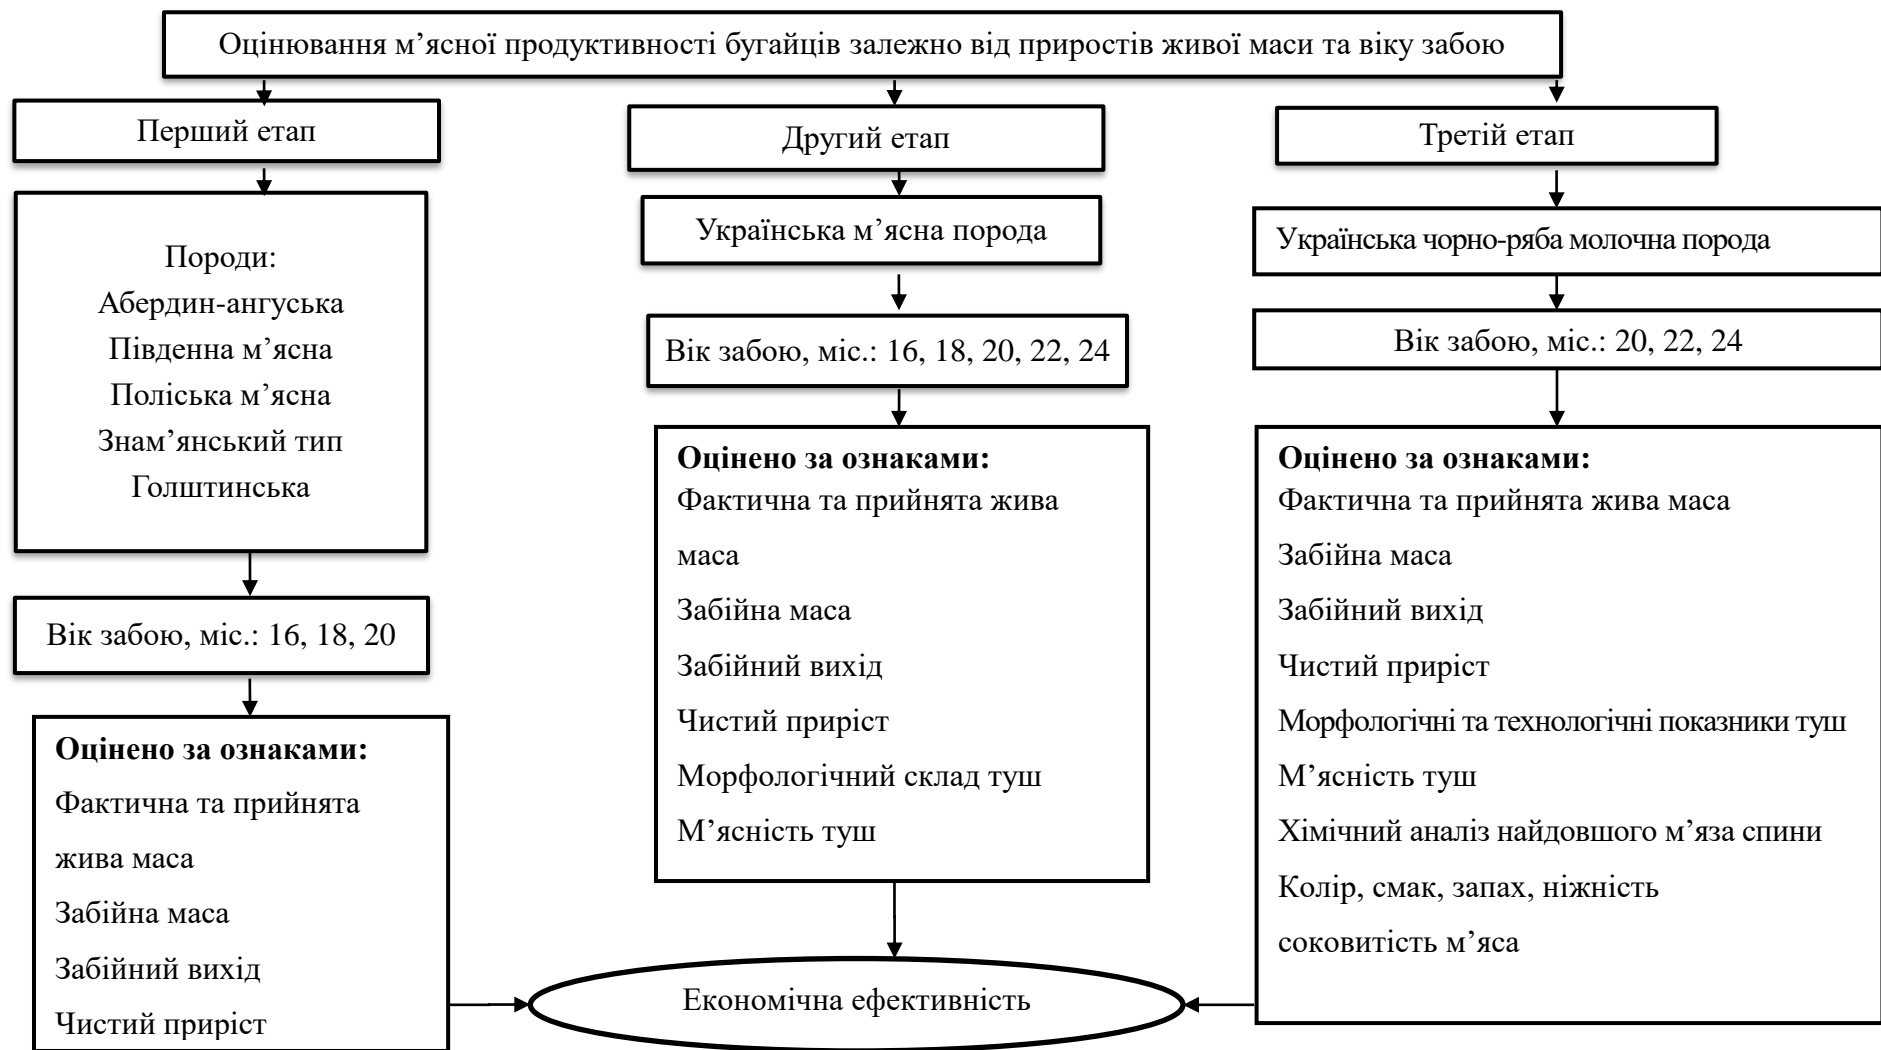 Оцінювання м’ясної продуктивності бугайців залежно від приростів живої маси та віку забою
Перший етап
Породи:
Абердин-ангуська
Південна м’ясна
Поліська м’ясна
Знам’янський тип
Голштинська
Вік забою, міс.: 16, 18, 20
Оцінено за ознаками:
Фактична та прийнята
жива маса
Забійна маса
Забійний вихід
Чистий приріст
Другий етап
Українська м’ясна порода
Вік забою, міс.: 16, 18, 20, 22, 24
Оцінено за ознаками:
Фактична та прийнята жива
маса
Забійна маса
Забійний вихід
Чистий приріст
Морфологічний склад туш
М’ясність туш
Третій етап
Українська чорно-ряба молочна порода
Вік забою, міс.: 20, 22, 24
Оцінено за ознаками:
Фактична та прийнята жива маса
Забійна маса
Забійний вихід
Чистий приріст
Морфологічні та технологічні показники туш
М’ясність туш
Хімічний аналіз найдовшого м’яза спини
Колір, смак, запах, ніжність
соковитість м’яса
Економічна ефективність